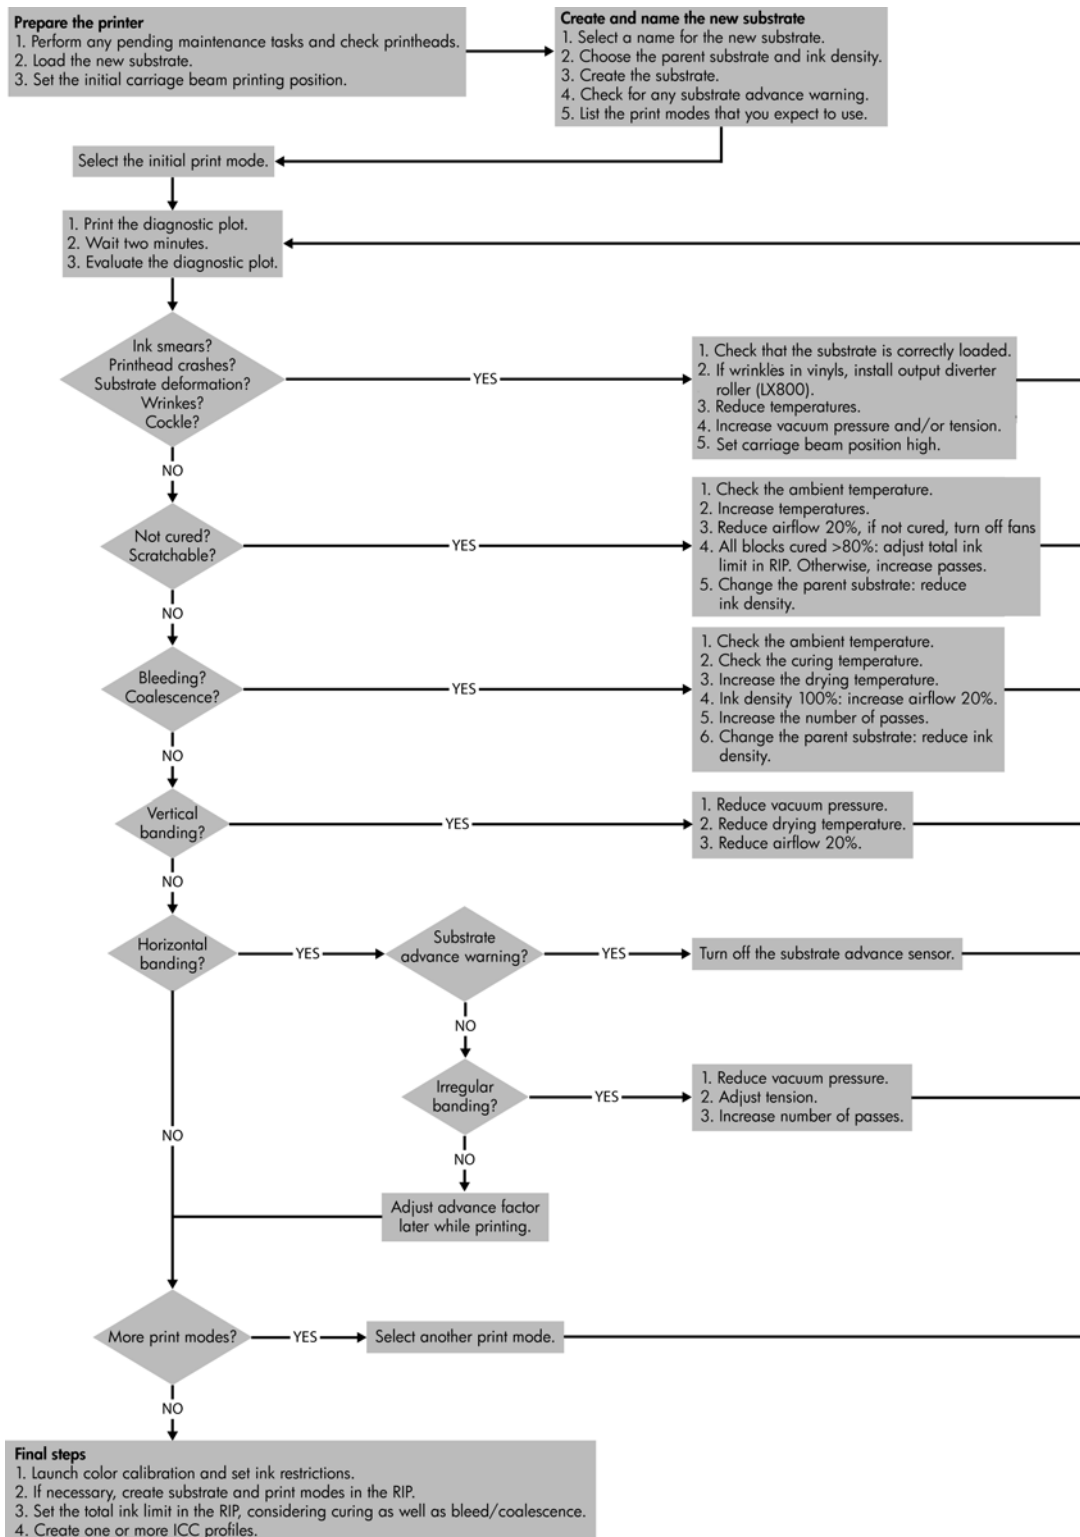 Prepare the printer
1. Perform any pending maintenance tasks and check printheads.
2. Load the new substrate.
3. Set the initial carriage beam printing position.
Create and name the new substrate
1. Select a name for the new substrate.
2. Choose the parent substrate and ink density.
3. Create the substrate.
4. Check for any substrate advance warning.
5. List the print modes that you expect to use.
Select the initial print mode.
1. Print the diagnostic plot.
2. Wait two minutes.
3. Evaluate the diagnostic plot.
Ink smears?
Printhead crashes?
Substrate deformation?
Wrinkes?
Cockle?
YES
1. Check that the substrate is correctly loaded.
2. If wrinkles in vinyls, install output diverter
roller (LX800).
3. Reduce temperatures.
4. Increase vacuum pressure and/or tension.
5. Set carriage beam position high.
NO
Not cured?
Scratchable?
YES
1. Check the ambient temperature.
2. Increase temperatures.
3. Reduce airflow 20%, if not cured, turn off fans
4. All blocks cured >80%: adjust total ink
limit in RIP. Otherwise, increase passes.
5. Change the parent substrate: reduce
ink density.
NO
Bleeding?
Coalescence?
YES
1. Check the ambient temperature.
2. Check the curing temperature.
3. Increase the drying temperature.
4. Ink density 100%: increase airflow 20%.
5. Increase the number of passes.
6. Change the parent substrate: reduce ink
density.
NO
Vertical
banding?
YES
1. Reduce vacuum pressure.
2. Reduce drying temperature.
3. Reduce airflow 20%.
NO
Horizontal
banding?
YES
Substrate
advance warning?
YES
Turn off the substrate advance sensor.
NO
Irregular
banding?
YES
1. Reduce vacuum pressure.
2. Adjust tension.
3. Increase number of passes.
NO
NO
Adjust advance factor
later while printing.
More print modes?
YES
Select another print mode.
NO
Final steps
1. Launch color calibration and set ink restrictions.
2. If necessary, create substrate and print modes in the RIP.
3. Set the total ink limit in the RIP, considering curing as well as bleed/coalescence.
4. Create one or more ICC profiles.